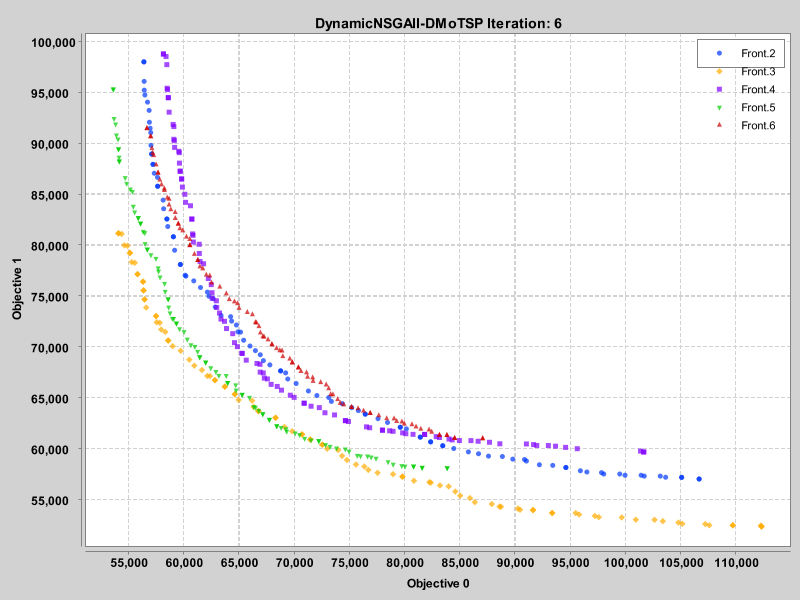 DynamicNSGAII-DMoTSP Iteration: 6
100,000
95,000
90,000
85,000
80,000
75,000
70,000
65,000
60,000
55,000
Objective 1
Front.2
Front.3
Front.4
Front.5
Front.6
55,000 60,000 65,000 70,000 75,000 80,000 85,000 90,000 95,000 100,000 105,000 110,000
Objective 0